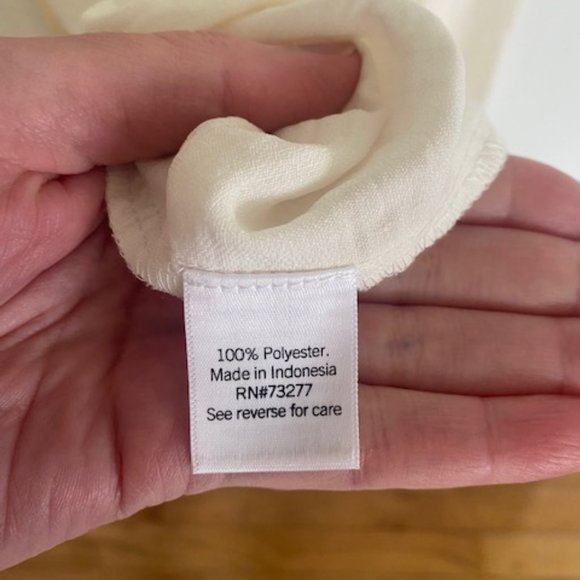 100% Polyester.
Made in Indonesia
RN#73277
See reverse for care